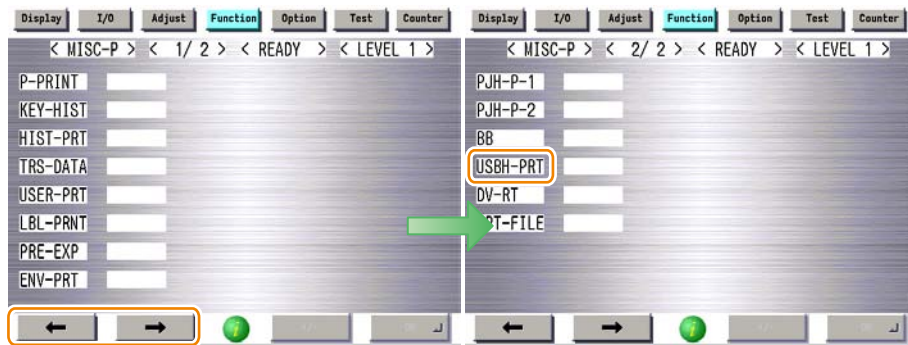 Display I/O Adjust Function Option Test Counter
< MISC-P > < 1/ 2 > < READY > < LEVEL 1 >
P-PRINT
KEY-HIST
HIST-PRT
TRS-DATA
USER-PRT
LBL-PRNT
PRE-EXP
ENV-PRT
Display I/O Adjust Function Option Test Counter
< MISC-P > < 2/ 2 > < READY > < LEVEL 1 >
PJH-P-1
PJH-P-2
BB
USBH-PRT
DV-RT